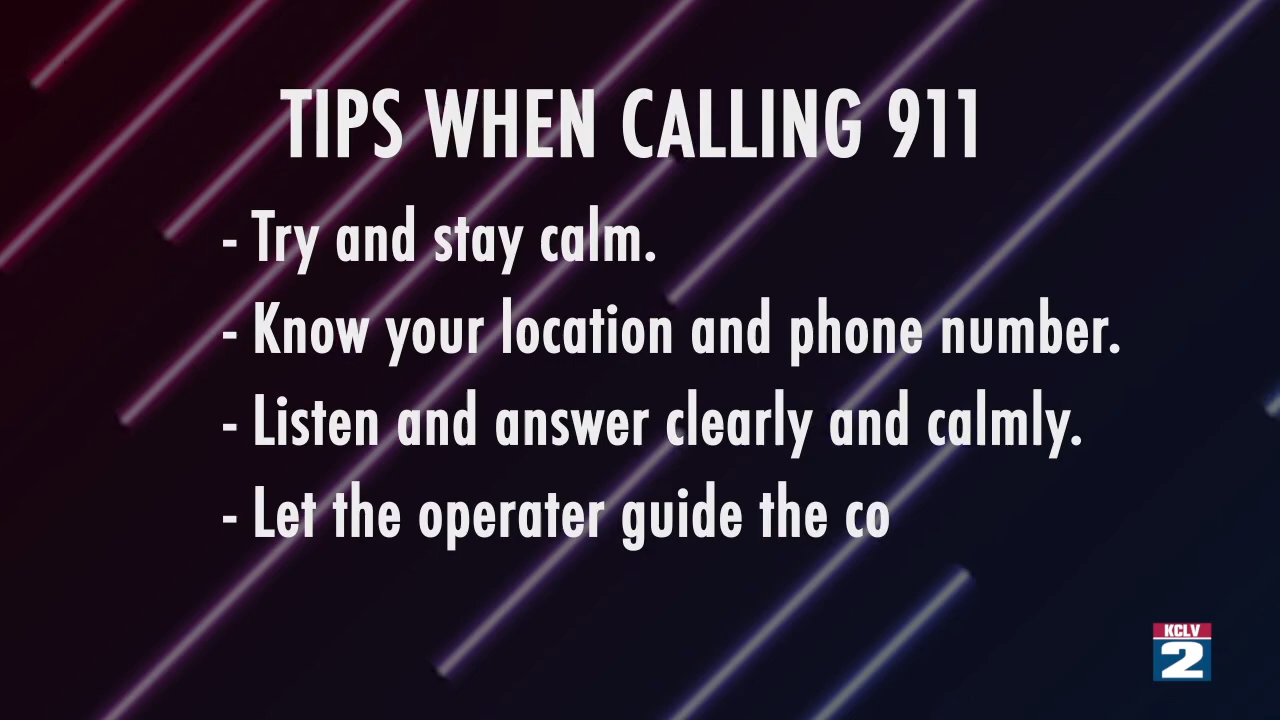 TIPS WHEN CALLING 911
- Try and stay calm.
- Know your location and phone number.
- Listen and answer clearly and calmly.
- Let the operater guide the co
KCLV
2